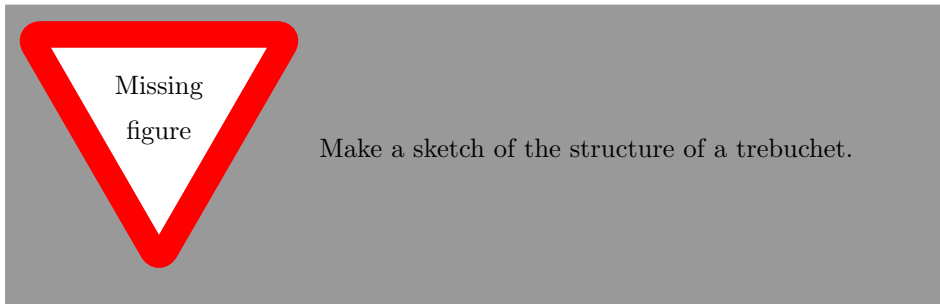 Missing
figure
Make a sketch of the structure of a trebuchet.